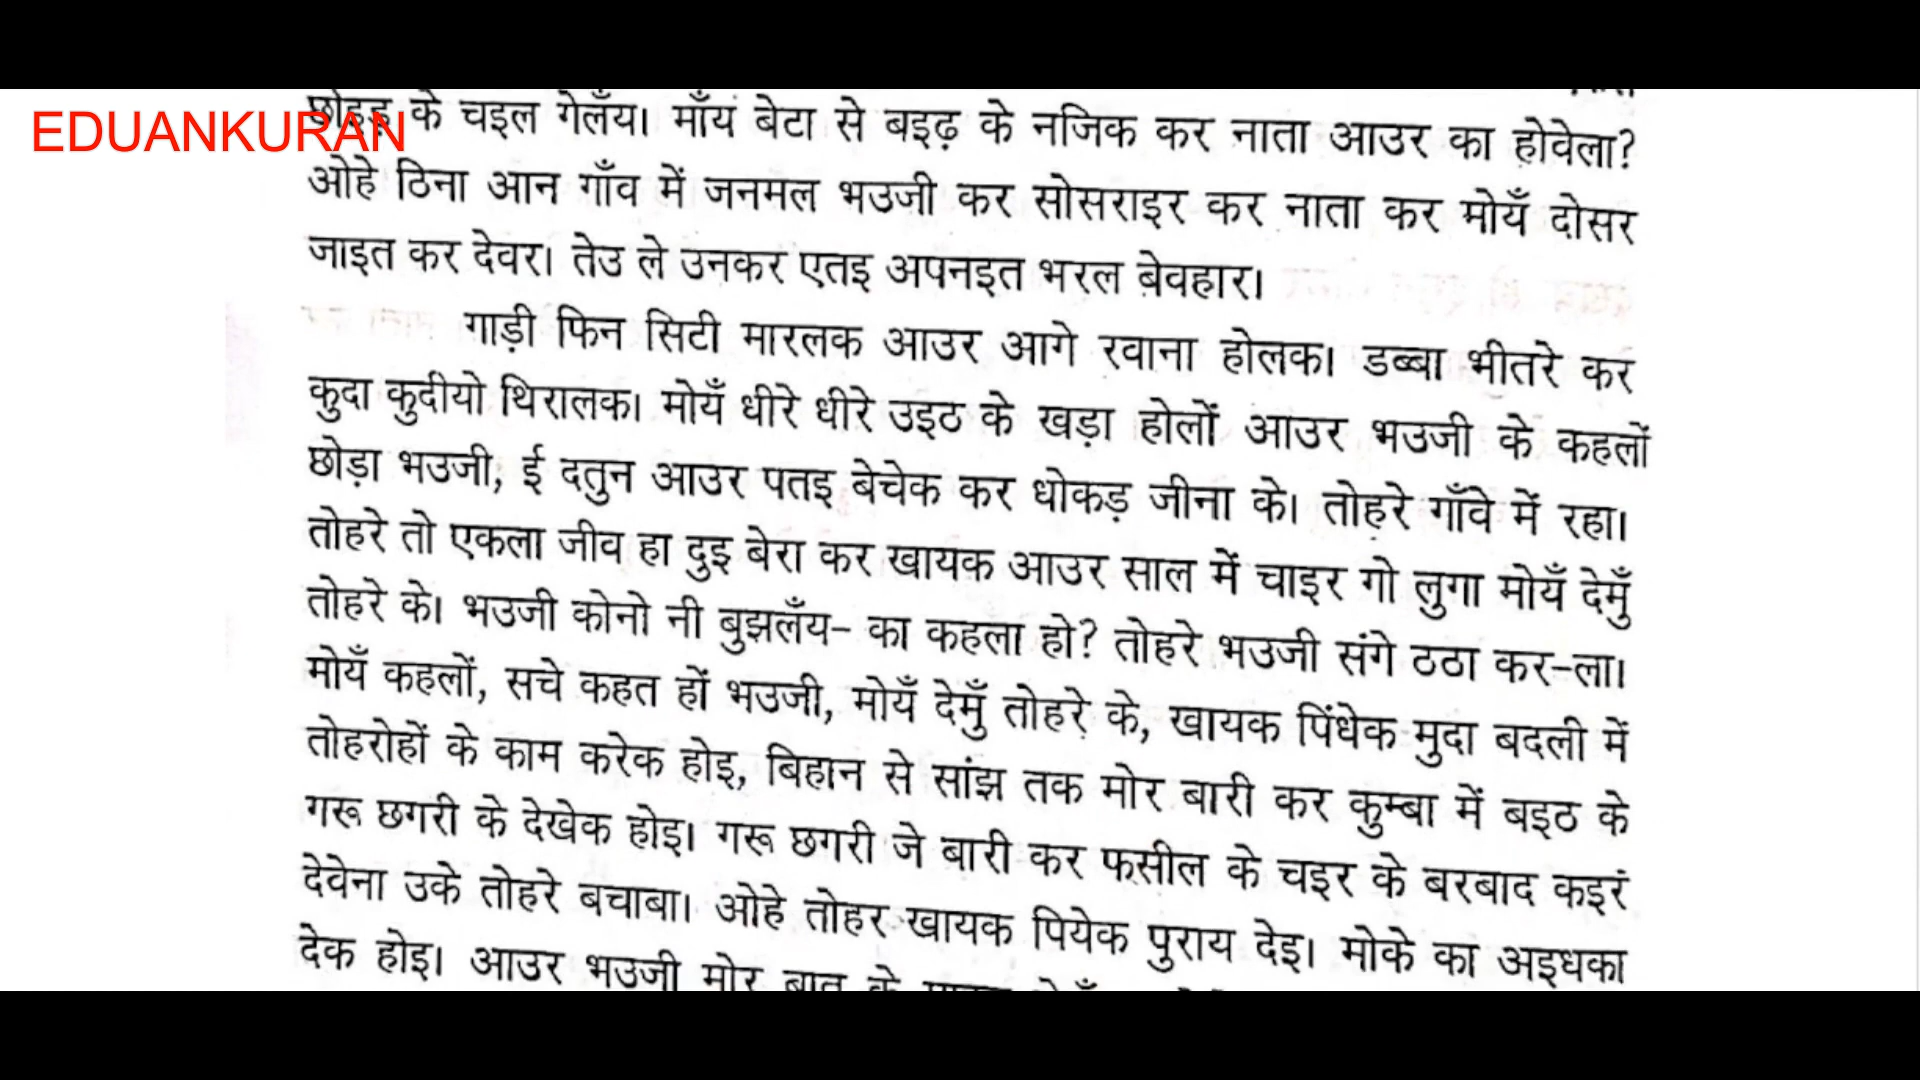 EDUANKURAN
छोइड़ के चइल गेलँय। माँय बेटा से बइढ़ के नजिक कर नाता आउर का होवेला?
ओहे ठिना आन गाँव में जनमल भउजी कर सोसराइर कर नाता कर मोयँ दोसर
जाइत कर देवर। तेउ ले उनकर एतइ अपनइत भरल बेवहार।
गाड़ी फिन सिटी मारलक आउर आगे रवाना होलक। डब्बा भीतरे कर
कुदा कुदीयो थिरालक। मोयँ धीरे धीरे उइठ के खड़ा होलों आउर भउजी के कहलों
छोड़ा भउजी, ई दतुन आउर पतइ बेचेक कर धोकड़ जीना के। तोहरे गाँवे में रहा।
तोहरे तो एकला जीव हा दुइ बेरा कर खायक आउर साल में चाइर गो लुगा मोयँ देमुँ
तोहरे के। भउजी कोनो नी बुझलँय- का कहला हो? तोहरे भउजी संगे ठठा कर-ला।
मोयँ कहलों, सचे कहत हों भउजी, मोयँ देमुँ तोहरे के, खायक पिंधेक मुदा बदली में
तोहरोहों के काम करेक होइ, बिहान से सांझ तक मोर बारी कर कुम्बा में बइठ के
गरू छगरी के देखेक होइ। गरू छगरी जे बारी कर फसील के चइर के बरबाद कइरं
देवेना उके तोहरे बचाबा। ओहे तोहर खायक पियेक पुराय देइ। मोके का अइधका
देक होइ। आउर भउजी मोर बात के